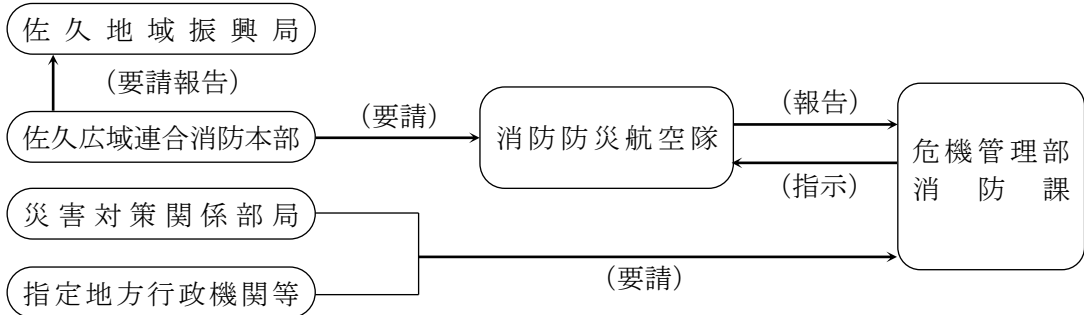 佐久地域振興局
(要請報告)
佐久広域連合消防本部
(要請)
消防防災航空隊
(報告)
(指示)
危機管理部
消防課
災害対策関係部局
指定地方行政機関等
(要請)